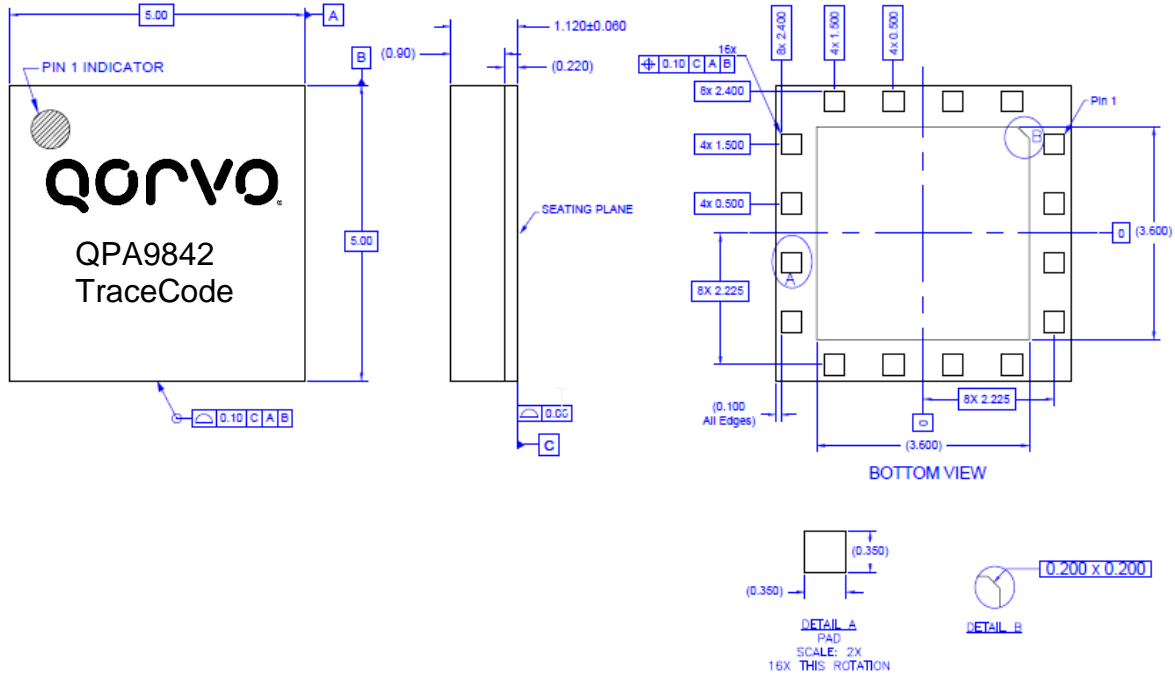 5.00
A
B
PIN 1 INDICATOR
QORVO
QPA9842
TraceCode
5.00
0.10 C A B
1.120±0.060
(0.90)
(0.220)
SEATING PLANE
C
8x 2.400
4x 1.500
4x 0.500
16x
0.10 C A B
8x 2.400
4x 1.500
4x 0.500
8X 2.225
Pin 1
B
A
0
(3.600)
8X 2.225
(0.100
All Edges)
0
(3.600)
BOTTOM VIEW
(0.350)
(0.350)
DETAIL A
PAD
SCALE: 2X
16X THIS ROTATION
0.200 x 0.200
DETAIL B